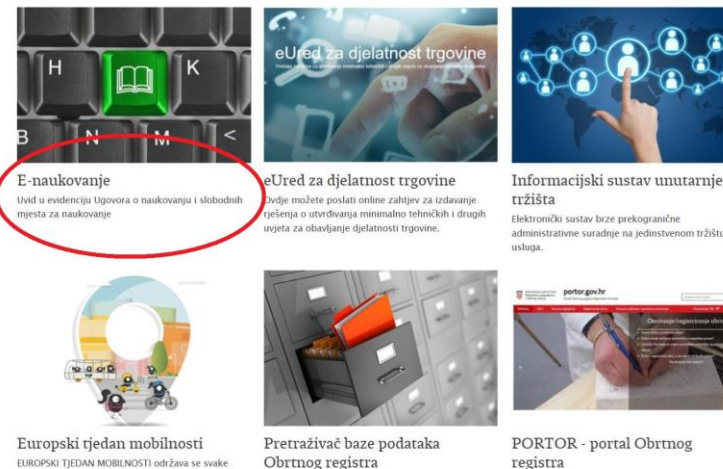 H
K
B
N
M
<
E-naukovanje
Uvid u evidenciju Ugovora o naukovanju i slobodnih
mjesta za naukovanje
eUred za djelatnost trgovine
eUred za djelatnost trgovine
Ovdje možete poslati online zahtjev za izdavanje
rješenja o utvrđivanja minimalno tehničkih i drugih
uvjeta za obavljanje djelatnosti trgovine.
Informacijski sustav unutarnje
tržišta
Elektronički sustav brze prekogranične
administrativne suradnje na jedinstvenom tržištu
usluga.
Europski tjedan mobilnosti
EUROPSKI TJEDAN MOBILNOSTI održava se svake
Pretraživač baze podataka
Obrtnog registra
portor.gov.hr
PORTOR - portal Obrtnog
registra